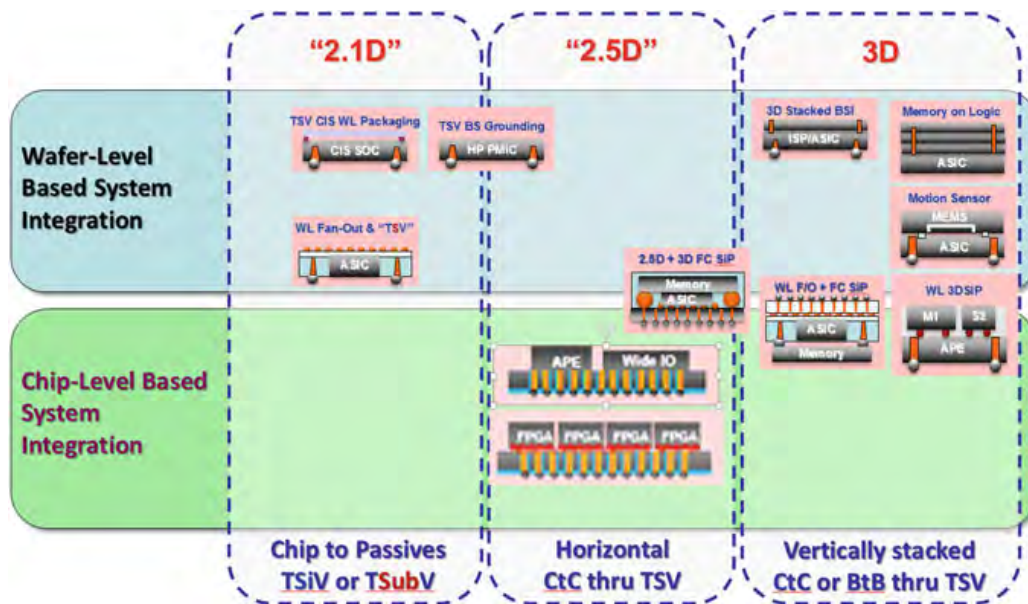 “2.1D”
“2.5D”
3D
Wafer-Level
Based System
Integration
TSV CIS WL Packaging
CIS SOC
TSV BS Grounding
HP PMIC
WL Fan-Out & “TSV”
ASIC
3D Stacked BSI
ISP/ASIC
Memory on Logic
ASIC
Motion Sensor
MEMS
ASIC
2.5D + 3D FC SiP
Memory
ASIC
WL F/O + FC SiP
ASIC
Memory
WL 3DSIP
M1
S2
APE
Chip-Level Based
System
Integration
APE
Wide IO
FPGA
FPGA
FPGA
FPGA
Chip to Passives
TSiV or TSubV
Horizontal
CtC thru TSV
Vertically stacked
CtC or BtB thru TSV